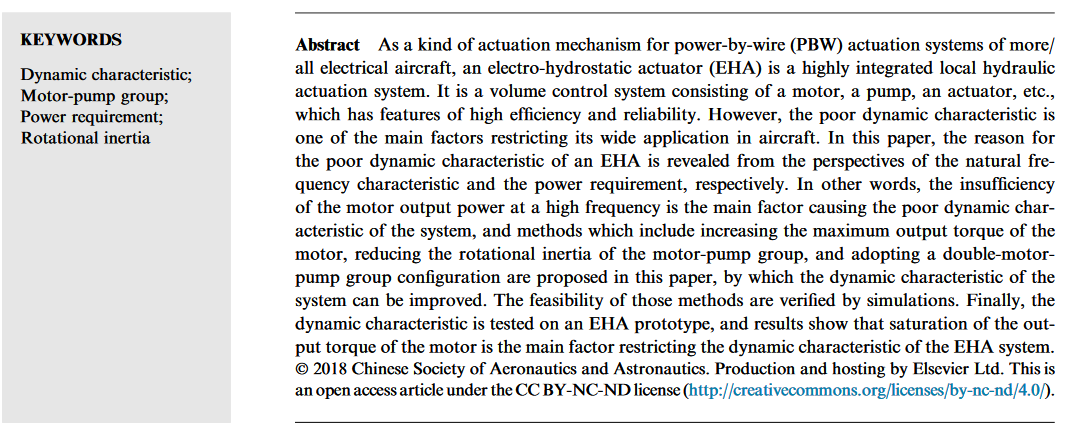 KEYWORDS
Dynamic characteristic;
Motor-pump group;
Power requirement;
Rotational inertia
Abstract As a kind of actuation mechanism for power-by-wire (PBW) actuation systems of more/
all electrical aircraft, an electro-hydrostatic actuator (EHA) is a highly integrated local hydraulic
actuation system. It is a volume control system consisting of a motor, a pump, an actuator, etc.,
which has features of high efficiency and reliability. However, the poor dynamic characteristic is
one of the main factors restricting its wide application in aircraft. In this paper, the reason for
the poor dynamic characteristic of an EHA is revealed from the perspectives of the natural fre-
quency characteristic and the power requirement, respectively. In other words, the insufficiency
of the motor output power at a high frequency is the main factor causing the poor dynamic char-
acteristic of the system, and methods which include increasing the maximum output torque of the
motor, reducing the rotational inertia of the motor-pump group, and adopting a double-motor-
pump group configuration are proposed in this paper, by which the dynamic characteristic of the
system can be improved. The feasibility of those methods are verified by simulations. Finally, the
dynamic characteristic is tested on an EHA prototype, and results show that saturation of the out-
put torque of the motor is the main factor restricting the dynamic characteristic of the EHA system.
© 2018 Chinese Society of Aeronautics and Astronautics. Production and hosting by Elsevier Ltd. This is
an open access article under the CC BY-NC-ND license (http://creativecommons.org/licenses/by-nc-nd/4.0/).